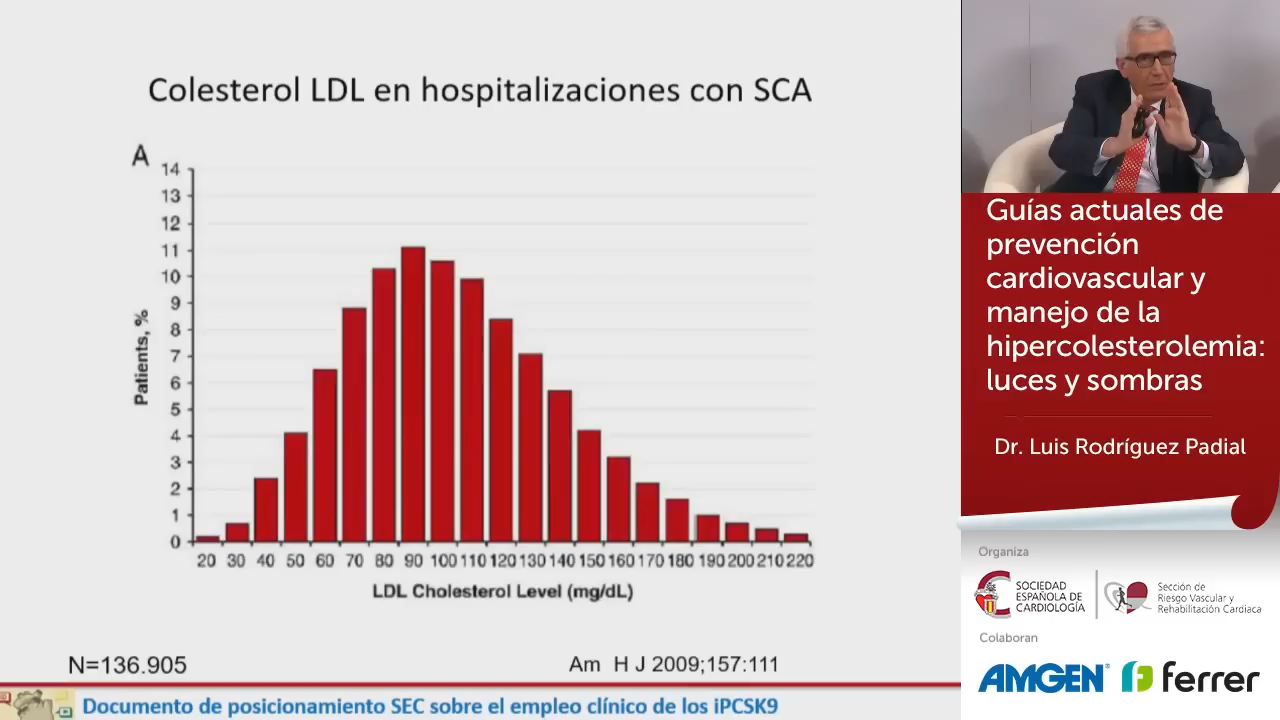 Colesterol LDL en hospitalizaciones con SCA
A
14
13
12
11
10
9
8
7
6
5
4
3
2
1
0
Patients, %
20 30 40 50 60 70 80 90 100 110 120 130 140 150 160 170 180 190 200 210 220
LDL Cholesterol Level (mg/dL)
N=136.905
Am H J 2009;157:111
Documento de posicionamiento SEC sobre el empleo clínico de los iPCSK9
Guías actuales de
prevención
cardiovascular y
manejo de la
hipercolesterolemia:
luces y sombras
Dr. Luis Rodríguez Padial
Organiza
SOCIEDAD
ESPAÑOLA DE
CARDIOLOGÍA
Sección de
Riesgo Vascular y
Rehabilitación Cardiaca
Colaboran
AMGEN®
ferrer